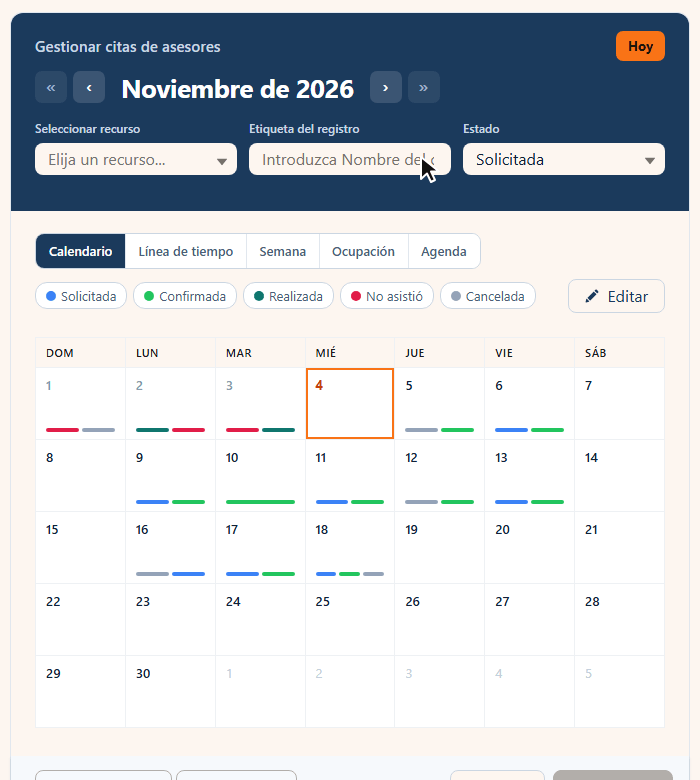 Gestionar citas de asesores
Hoy
« ‹ Noviembre de 2026 › »
Seleccionar recurso Etiqueta del registro Estado
Elija un recurso... Introduzca Nombre del Solicitada
Calendario Línea de tiempo Semana Ocupación Agenda
Solicitada Confirmada Realizada No asistió Cancelada Editar
DOM LUN MAR MIÉ JUE VIE SÁB
1 2 3 4 5 6 7
8 9 10 11 12 13 14
15 16 17 18 19 20 21
22 23 24 25 26 27 28
29 30 1 2 3 4 5